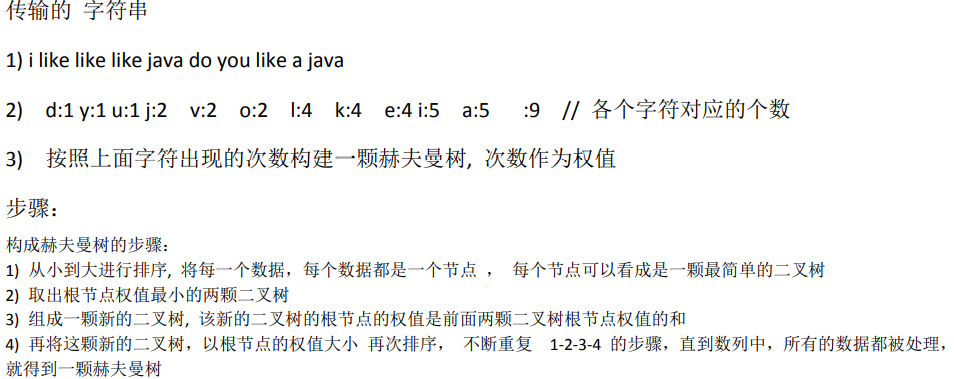 传输的 字符串
1) i like like like java do you like a java
2) d:1 y:1 u:1 j:2 v:2 o:2 l:4 k:4 e:4 i:5 a:5 :9 // 各个字符对应的个数
3) 按照上面字符出现的次数构建一颗赫夫曼树, 次数作为权值
步骤：
构成赫夫曼树的步骤：
1) 从小到大进行排序, 将每一个数据，每个数据都是一个节点 ， 每个节点可以看成是一颗最简单的二叉树
2) 取出根节点权值最小的两颗二叉树
3) 组成一颗新的二叉树, 该新的二叉树的根节点的权值是前面两颗二叉树根节点权值的和
4) 再将这颗新的二叉树，以根节点的权值大小 再次排序， 不断重复 1-2-3-4 的步骤，直到数列中，所有的数据都被处理，
就得到一颗赫夫曼树